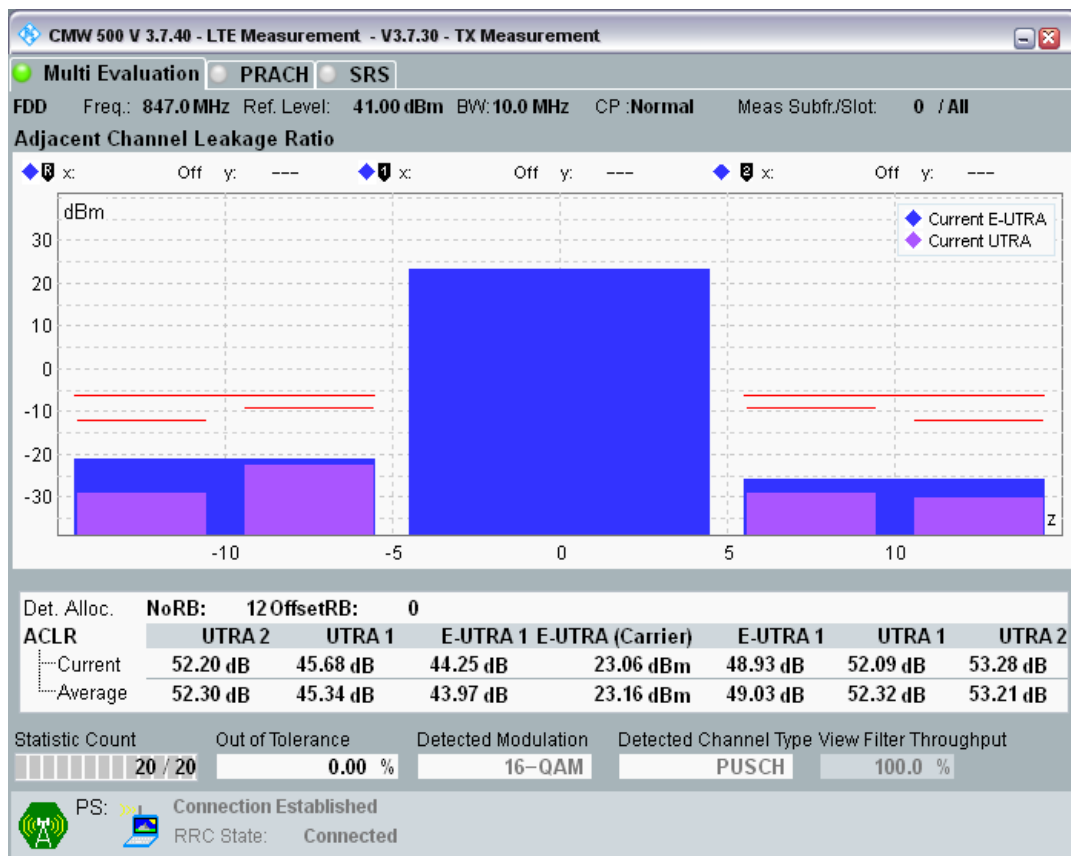 CMW 500 V 3.7.40 - LTE Measurement - V3.7.30 - TX Measurement
Multi Evaluation PRACH SRS
FDD Freq.: 847.0 MHz Ref. Level: 41.00 dBm BW: 10.0 MHz CP :Normal Meas Subfr./Slot: 0 / All
Adjacent Channel Leakage Ratio
R x: Off y: --- 1 x: Off y: --- 2 x: Off y: ---
dBm
Current E-UTRA
Current UTRA
30
20
10
0
-10
-20
-30
z
-10 -5 0 5 10
Det. Alloc. NoRB: 12 OffsetRB: 0
ACLR UTRA 2 UTRA 1 E-UTRA 1 E-UTRA (Carrier) E-UTRA 1 UTRA 1 UTRA 2
Current 52.20 dB 45.68 dB 44.25 dB 23.06 dBm 48.93 dB 52.09 dB 53.28 dB
Average 52.30 dB 45.34 dB 43.97 dB 23.16 dBm 49.03 dB 52.32 dB 53.21 dB
Statistic Count Out of Tolerance Detected Modulation Detected Channel Type View Filter Throughput
20 / 20 0.00 % 16-QAM PUSCH 100.0 %
PS: Connection Established
RRC State: Connected